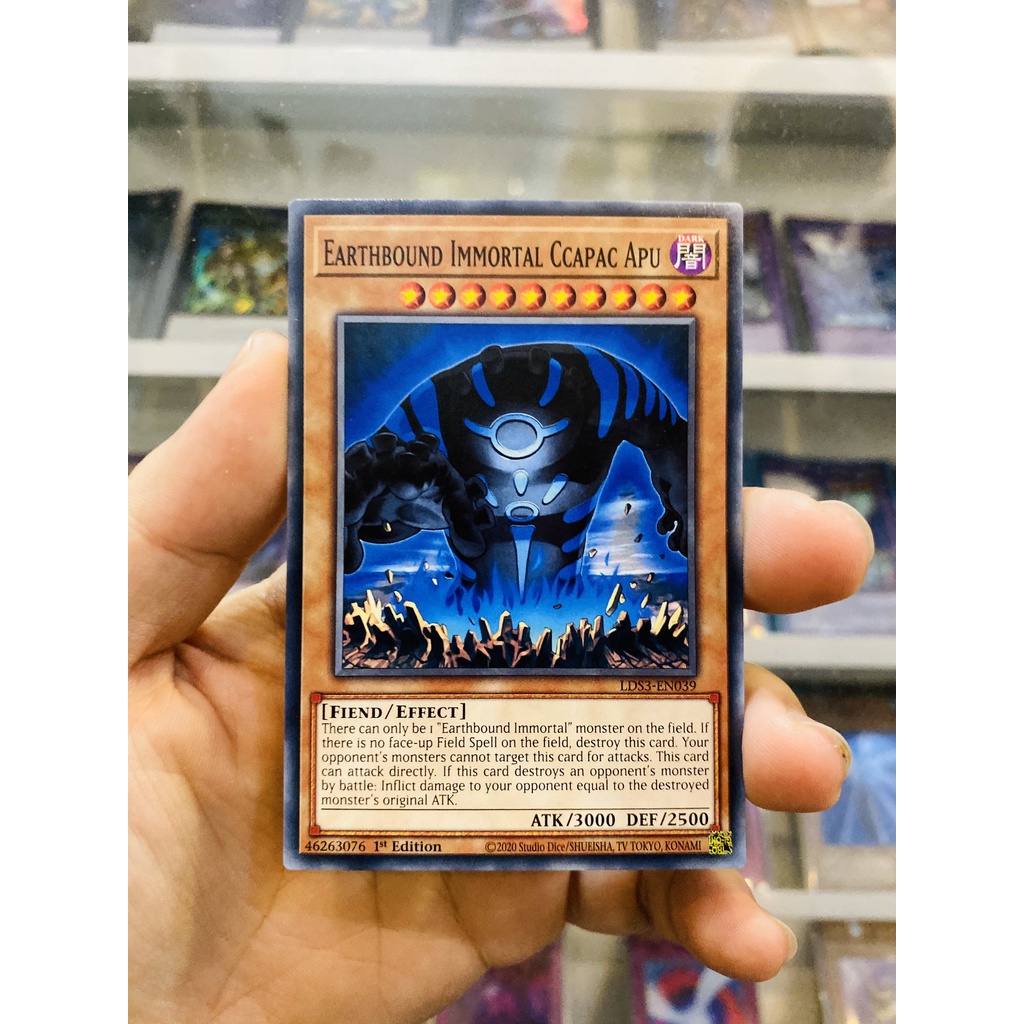 EARTHBOUND IMMORTAL CCAPAC APU
DARK
闇
LDS3-EN039
[FIEND/EFFECT]
There can only be 1 "Earthbound Immortal" monster on the field. If
there is no face-up Field Spell on the field, destroy this card. Your
opponent's monsters cannot target this card for attacks. This card
can attack directly. If this card destroys an opponent's monster
by battle: Inflict damage to your opponent equal to the destroyed
monster's original ATK.
ATK/3000 DEF/2500
46263076 1st Edition ©2020 Studio Dice/SHUEISHA, TV TOKYO, KONAMI